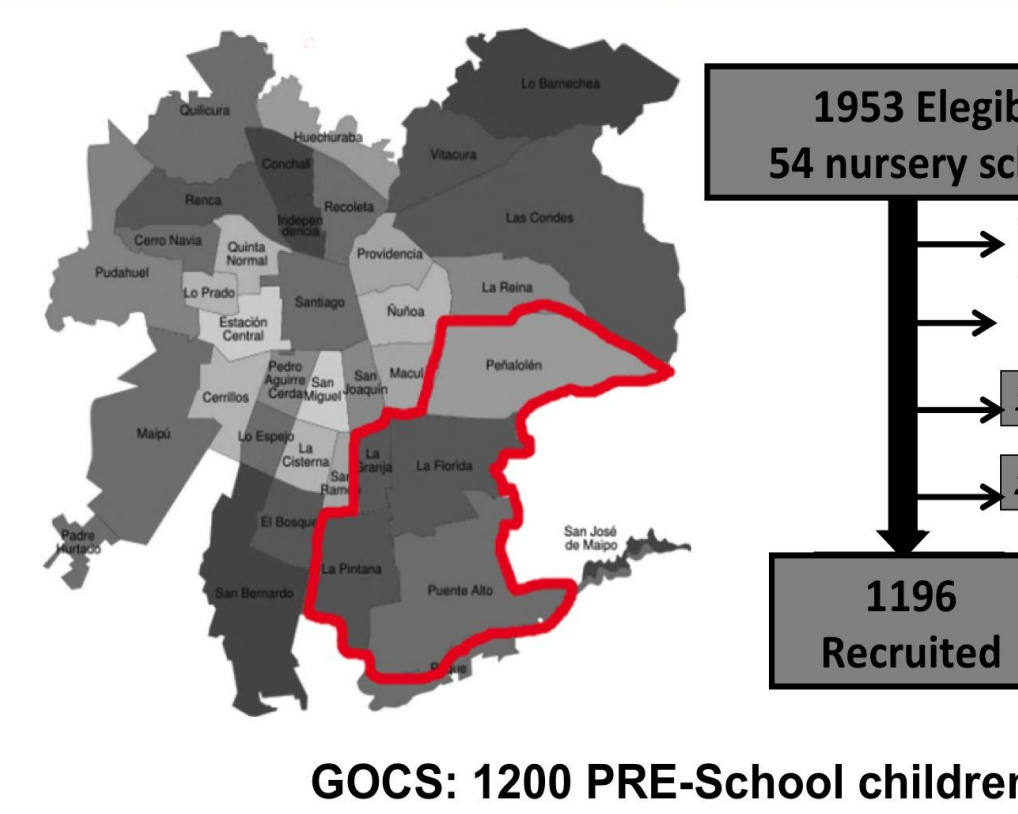 Lo Barnechea
Quilicura
Huechuraba
Conchalí
Vitacura
Renca
Recoleta
Indepen
dencia
Las Condes
Cerro Navia
Quinta
Normal
Providencia
Pudahuel
Lo Prado
Santiago
La Reina
Ñuñoa
Estación
Central
Peñalolén
Pedro
Aguirre
Cerda
San
Miguel
San
Joaquín
Macul
Cerrillos
Maipú
Lo Espejo
La
Cisterna
La
Granja
La Florida
San
Ramón
El Bosque
Padre
Hurtado
San José
de Maipo
La Pintana
San Bernardo
Puente Alto
1953 Elegib
54 nursery sc
1196
Recruited
GOCS: 1200 PRE-School children